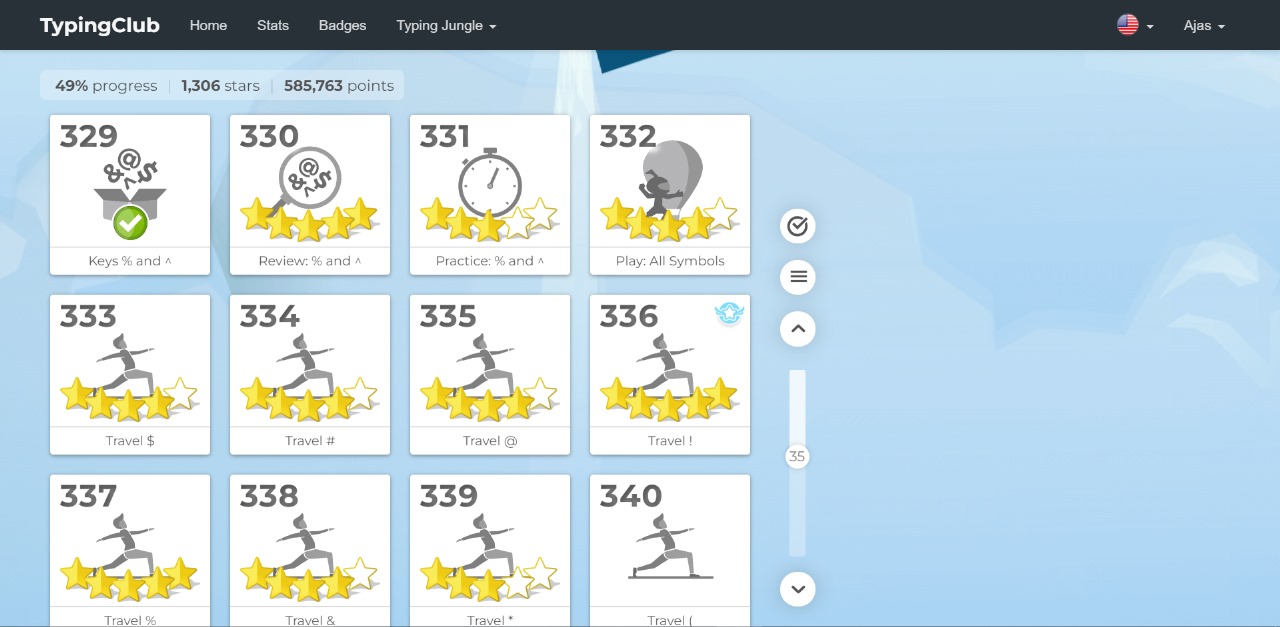 TypingClub Home Stats Badges Typing Jungle Ajas
49% progress 1,306 stars 585,763 points
329 330 331 332
Keys % and ^ Review: % and ^ Practice: % and ^ Play: All Symbols
333 334 335 336
Travel $ Travel # Travel @ Travel !
35
337 338 339 340
Travel % Travel & Travel * Travel (